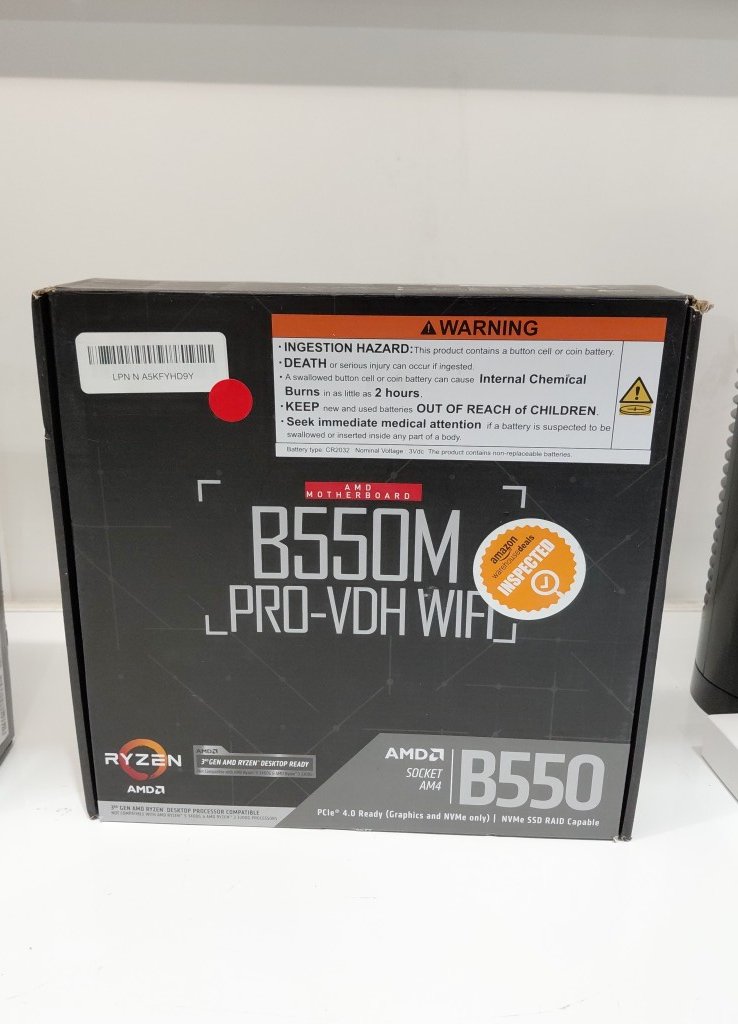 LPN N A5KFYHD9Y
WARNING
· INGESTION HAZARD: This product contains a button cell or coin battery.
· DEATH or serious injury can occur if ingested.
· A swallowed button cell or coin battery can cause Internal Chemical
Burns in as little as 2 hours.
· KEEP new and used batteries OUT OF REACH of CHILDREN.
· Seek immediate medical attention if a battery is suspected to be
swallowed or inserted inside any part of a body.
Battery type: CR2032 Nominal Voltage : 3Vdc The product contains non-replaceable batteries.
AMD
MOTHERBOARD
B550M
PRO-VDH WIFI
amazon
warehousedeals
INSPECTED
RYZEN
AMD
AMD
3rd GEN AMD RYZEN™ DESKTOP READY
AMD
SOCKET
AM4
B550
3rd GEN AMD RYZEN™ DESKTOP PROCESSOR COMPATIBLE
PCIe® 4.0 Ready (Graphics and NVMe only) | NVMe SSD RAID Capable